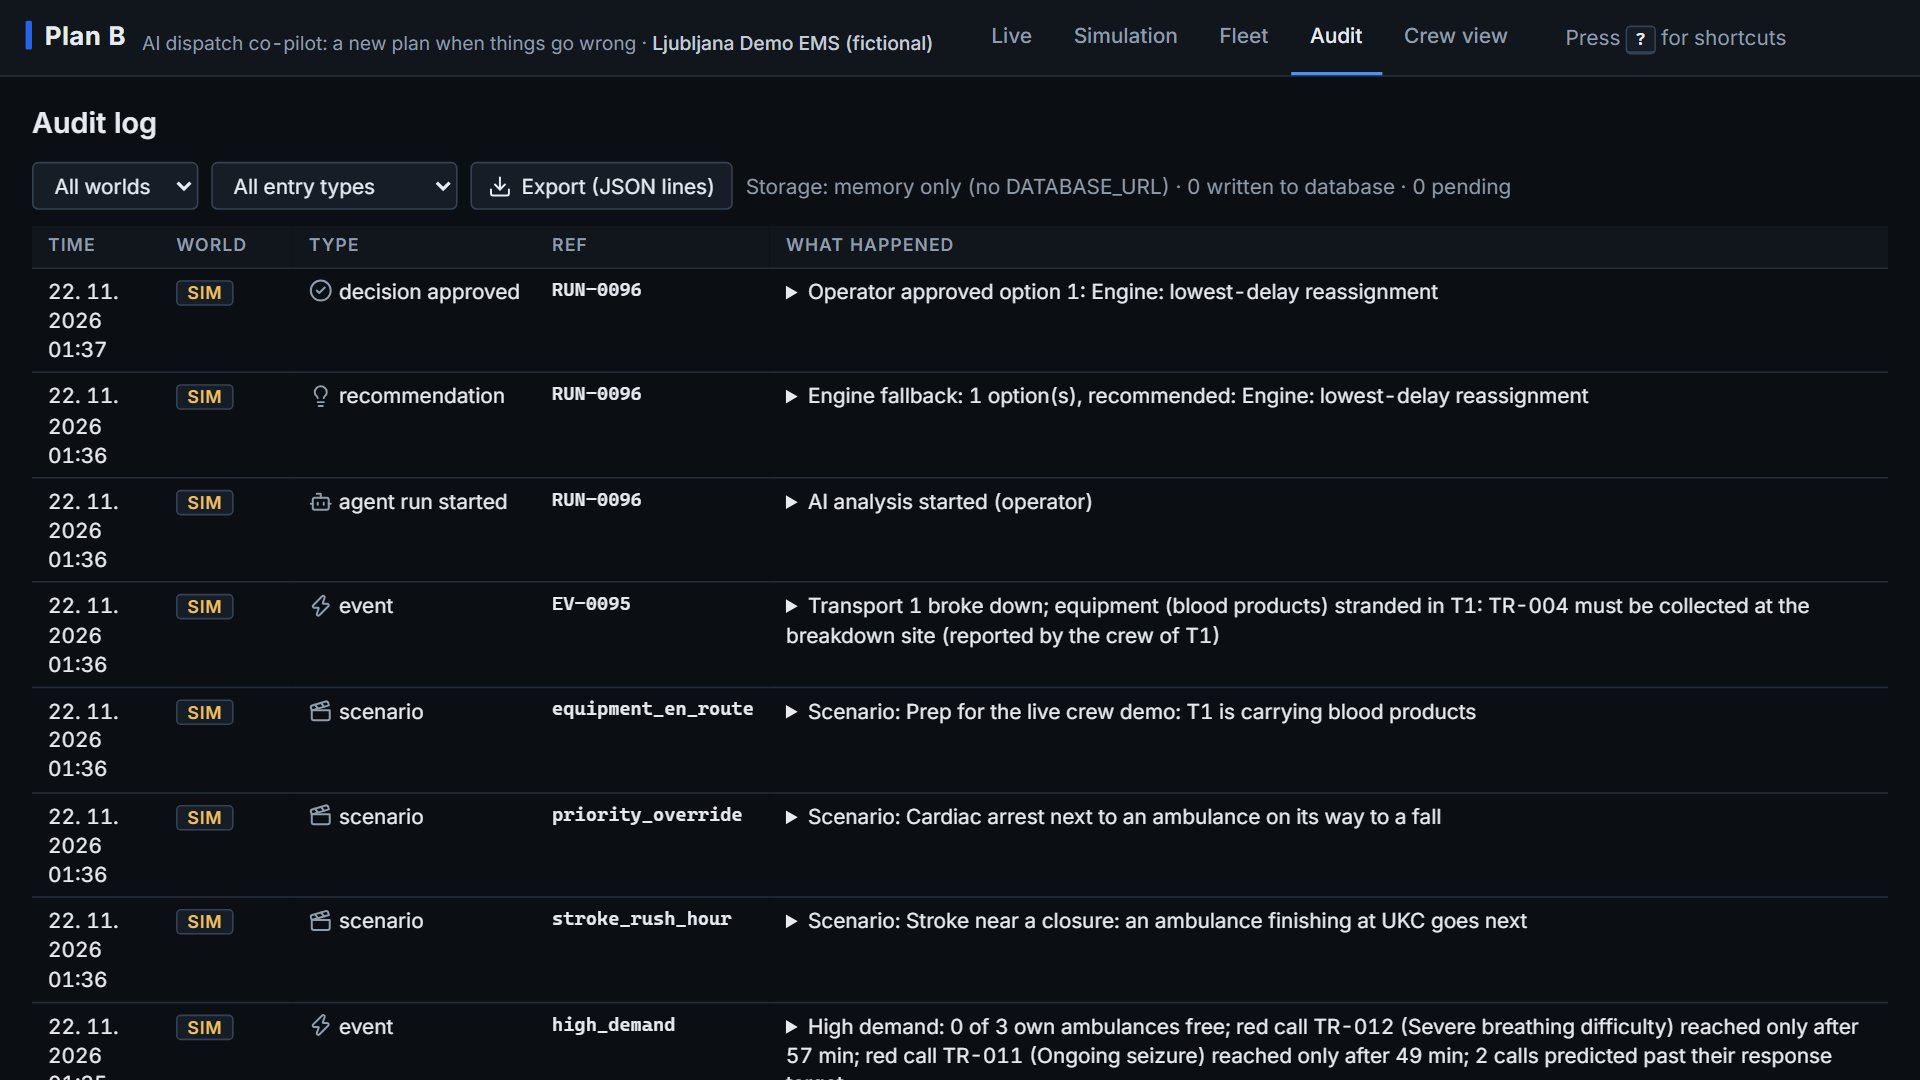 Plan B
AI dispatch co-pilot: a new plan when things go wrong · Ljubljana Demo EMS (fictional)
Live
Simulation
Fleet
Audit
Crew view
Press ? for shortcuts
Audit log
All worlds
All entry types
Export (JSON lines)
Storage: memory only (no DATABASE_URL) · 0 written to database · 0 pending
TIME WORLD TYPE REF WHAT HAPPENED
22. 11.
2026
01:37
SIM
decision approved
RUN-0096
Operator approved option 1: Engine: lowest-delay reassignment
22. 11.
2026
01:36
SIM
recommendation
RUN-0096
Engine fallback: 1 option(s), recommended: Engine: lowest-delay reassignment
22. 11.
2026
01:36
SIM
agent run started
RUN-0096
AI analysis started (operator)
22. 11.
2026
01:36
SIM
event
EV-0095
Transport 1 broke down; equipment (blood products) stranded in T1: TR-004 must be collected at the
breakdown site (reported by the crew of T1)
22. 11.
2026
01:36
SIM
scenario
equipment_en_route
Scenario: Prep for the live crew demo: T1 is carrying blood products
22. 11.
2026
01:36
SIM
scenario
priority_override
Scenario: Cardiac arrest next to an ambulance on its way to a fall
22. 11.
2026
01:36
SIM
scenario
stroke_rush_hour
Scenario: Stroke near a closure: an ambulance finishing at UKC goes next
22. 11.
2026
SIM
event
high_demand
High demand: 0 of 3 own ambulances free; red call TR-012 (Severe breathing difficulty) reached only after
57 min; red call TR-011 (Ongoing seizure) reached only after 49 min; 2 calls predicted past their response